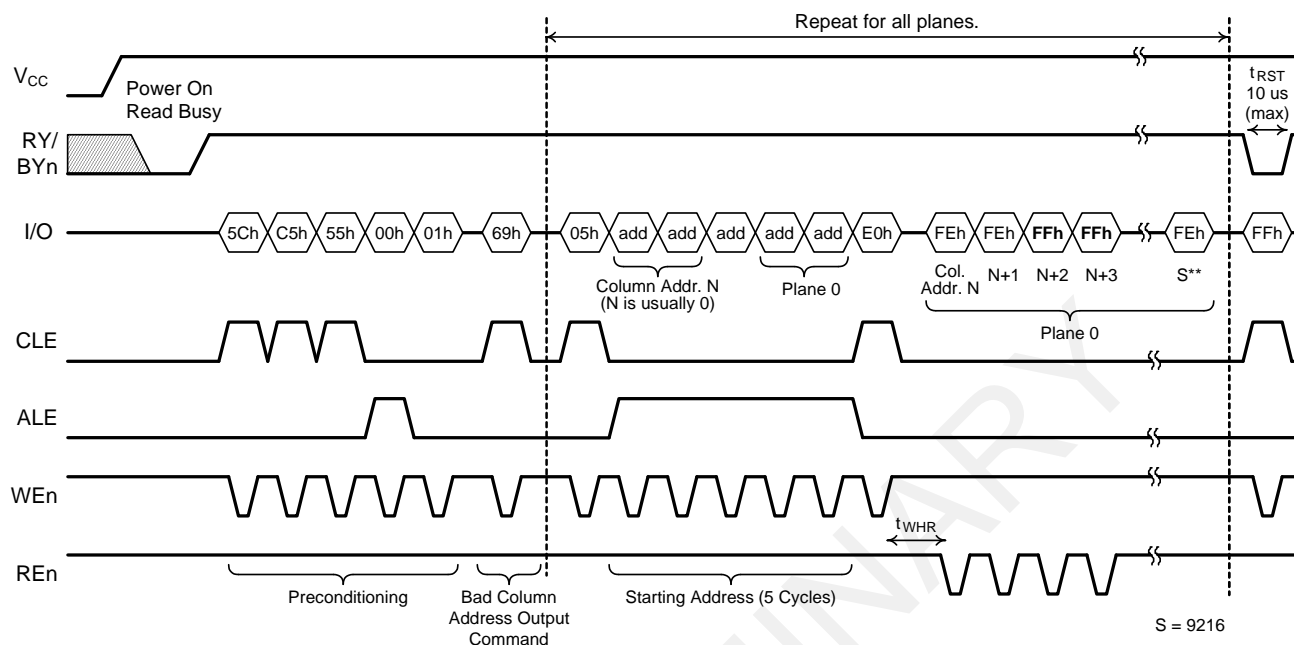 Repeat for all planes.
VCC
Power On
Read Busy
tRST
10 us
(max)
RY/
BYn
I/O
5Ch C5h 55h 00h 01h 69h 05h add add add add add E0h FEh FEh FFh FFh FEh FFh
Column Addr. N
(N is usually 0)
Plane 0
Col.
Addr. N
N+1 N+2 N+3 S**
Plane 0
CLE
ALE
WEn
tWHR
REn
Preconditioning
Bad Column
Address Output
Command
Starting Address (5 Cycles)
S = 9216